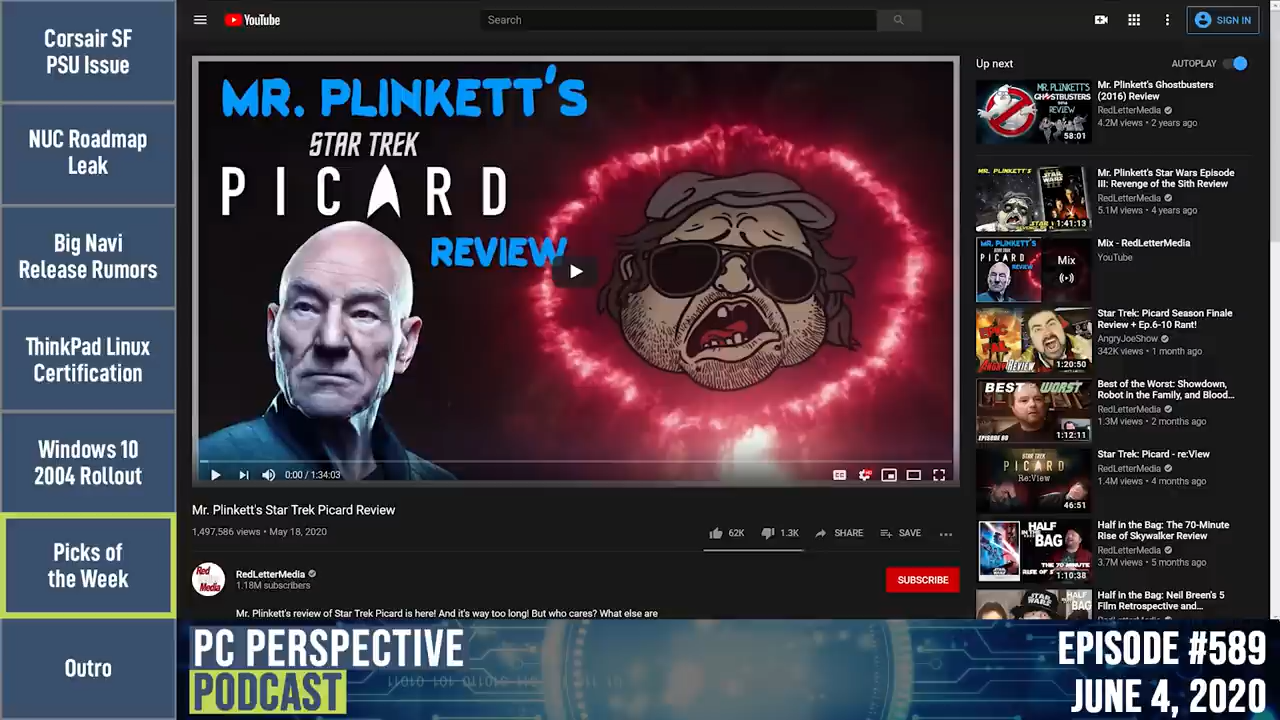 Corsair SF
PSU Issue
NUC Roadmap
Leak
Big Navi
Release Rumors
ThinkPad Linux
Certification
Windows 10
2004 Rollout
Picks of
the Week
Outro
YouTube
Search
SIGN IN
MR. PLINKETT'S
STAR TREK
PICARD
REVIEW
0:00 / 1:34:03
Mr. Plinkett's Star Trek Picard Review
1,497,586 views • May 18, 2020
62K
1.3K
SHARE
SAVE
RedLetterMedia
1.18M subscribers
SUBSCRIBE
Mr. Plinkett's review of Star Trek Picard is here! And it's way too long! But who cares? What else are
Up next
AUTOPLAY
58:01
Mr. Plinkett's Ghostbusters
(2016) Review
RedLetterMedia
4.2M views • 2 years ago
1:41:13
Mr. Plinkett's Star Wars Episode
III: Revenge of the Sith Review
RedLetterMedia
5.1M views • 4 years ago
Mix
Mix - RedLetterMedia
YouTube
1:20:50
Star Trek: Picard Season Finale
Review + Ep.6-10 Rant!
AngryJoeShow
342K views • 1 month ago
BEST
WORST
EPISODE 80
1:12:11
Best of the Worst: Showdown,
Robot in the Family, and Blood...
RedLetterMedia
1.3M views • 2 months ago
PICARD
Re:View
46:51
Star Trek: Picard - re:View
RedLetterMedia
1.4M views • 4 months ago
HALF
IN THE
BAG
1:10:38
Half in the Bag: The 70-Minute
Rise of Skywalker Review
RedLetterMedia
3.7M views • 5 months ago
Half in the Bag: Neil Breen's 5
Film Retrospective and...
PC PERSPECTIVE
PODCAST
EPISODE #589
JUNE 4, 2020